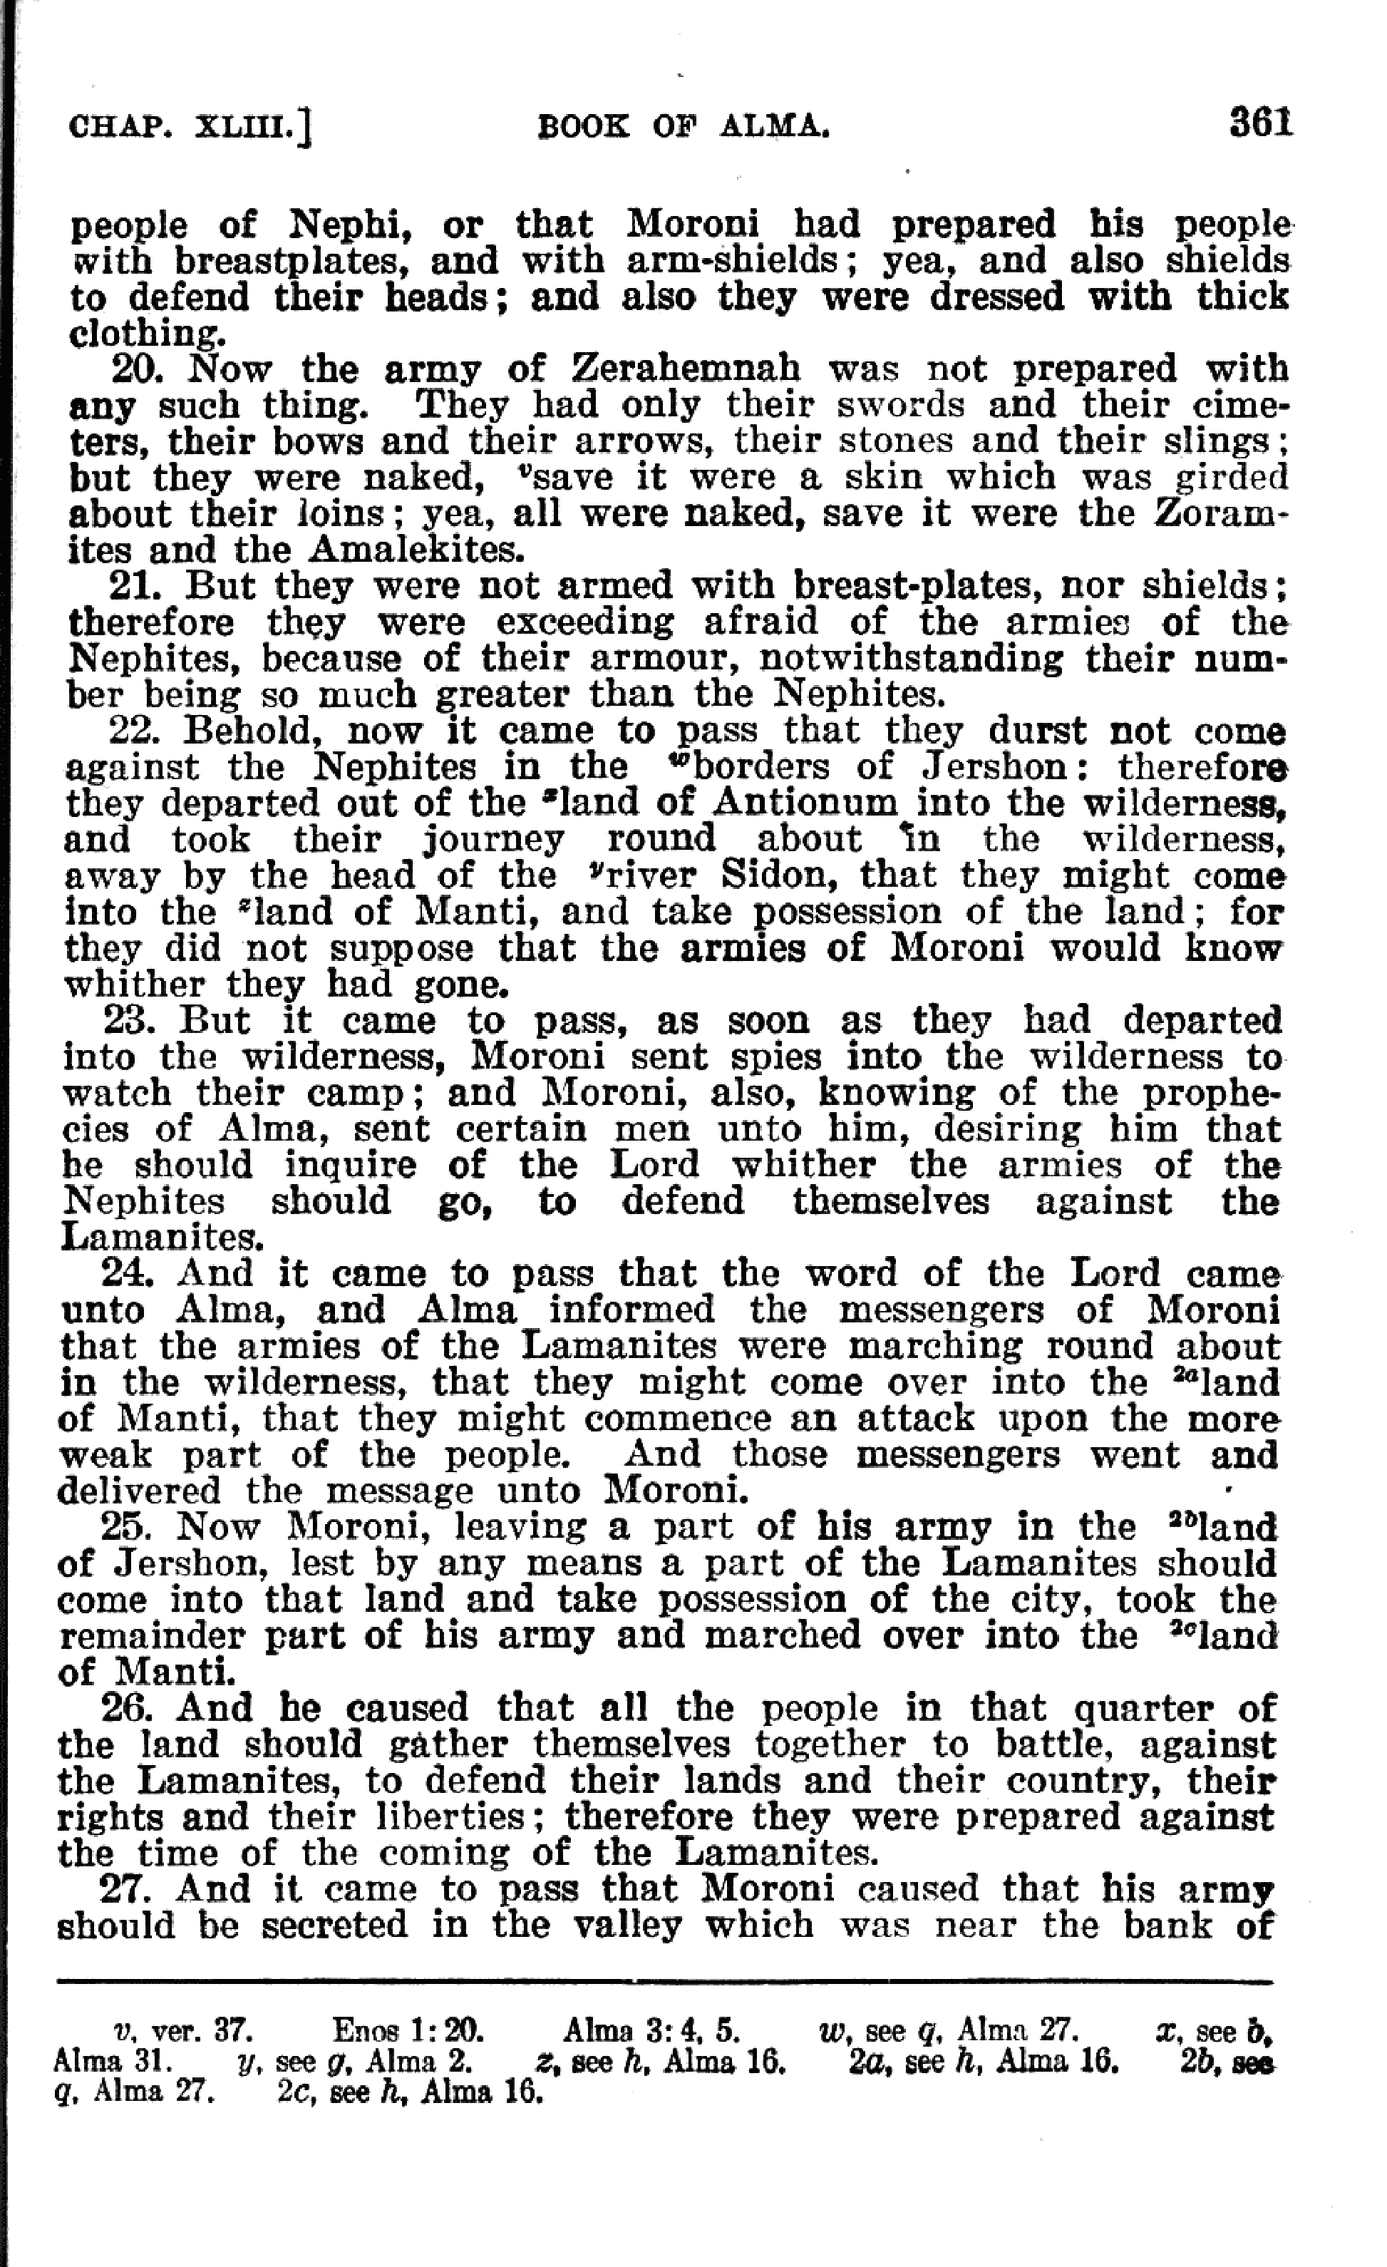 CHAP. XLIII.] BOOK OF ALMA. 361
people of Nephi, or that Moroni had prepared his people
with breastplates, and with arm-shields; yea, and also shields
to defend their heads; and also they were dressed with thick
clothing.
20. Now the army of Zerahemnah was not prepared with
any such thing. They had only their swords and their cime-
ters, their bows and their arrows, their stones and their slings;
but they were naked, vsave it were a skin which was girded
about their loins; yea, all were naked, save it were the Zoram-
ites and the Amalekites.
21. But they were not armed with breast-plates, nor shields;
therefore they were exceeding afraid of the armies of the
Nephites, because of their armour, notwithstanding their num-
ber being so much greater than the Nephites.
22. Behold, now it came to pass that they durst not come
against the Nephites in the wborders of Jershon: therefore
they departed out of the xland of Antionum into the wilderness,
and took their journey round about in the wilderness,
away by the head of the yriver Sidon, that they might come
into the zland of Manti, and take possession of the land; for
they did not suppose that the armies of Moroni would know
whither they had gone.
23. But it came to pass, as soon as they had departed
into the wilderness, Moroni sent spies into the wilderness to
watch their camp; and Moroni, also, knowing of the prophe-
cies of Alma, sent certain men unto him, desiring him that
he should inquire of the Lord whither the armies of the
Nephites should go, to defend themselves against the
Lamanites.
24. And it came to pass that the word of the Lord came
unto Alma, and Alma informed the messengers of Moroni
that the armies of the Lamanites were marching round about
in the wilderness, that they might come over into the 2aland
of Manti, that they might commence an attack upon the more
weak part of the people. And those messengers went and
delivered the message unto Moroni.
25. Now Moroni, leaving a part of his army in the 2bland
of Jershon, lest by any means a part of the Lamanites should
come into that land and take possession of the city, took the
remainder part of his army and marched over into the 2cland
of Manti.
26. And he caused that all the people in that quarter of
the land should gather themselves together to battle, against
the Lamanites, to defend their lands and their country, their
rights and their liberties; therefore they were prepared against
the time of the coming of the Lamanites.
27. And it came to pass that Moroni caused that his army
should be secreted in the valley which was near the bank of
v, ver. 37. Enos 1:20. Alma 3:4, 5. w, see q, Alma 27. x, see b,
Alma 31. y, see g, Alma 2. z, see h, Alma 16. 2a, see h, Alma 16. 2b, see
q, Alma 27. 2c, see h, Alma 16.